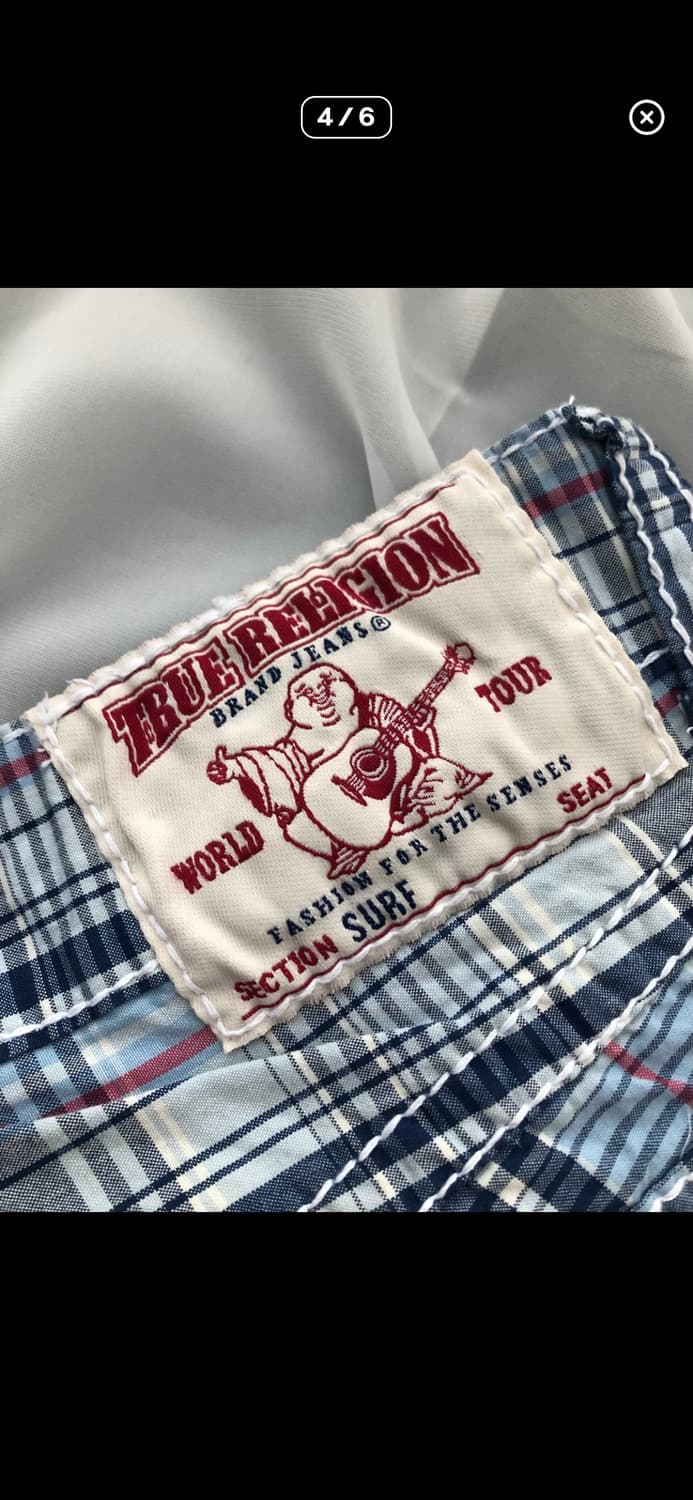 4/6
TRUE RELIGION
BRAND JEANS®
WORLD TOUR
FASHION FOR THE SENSES
SECTION SURF SEAT